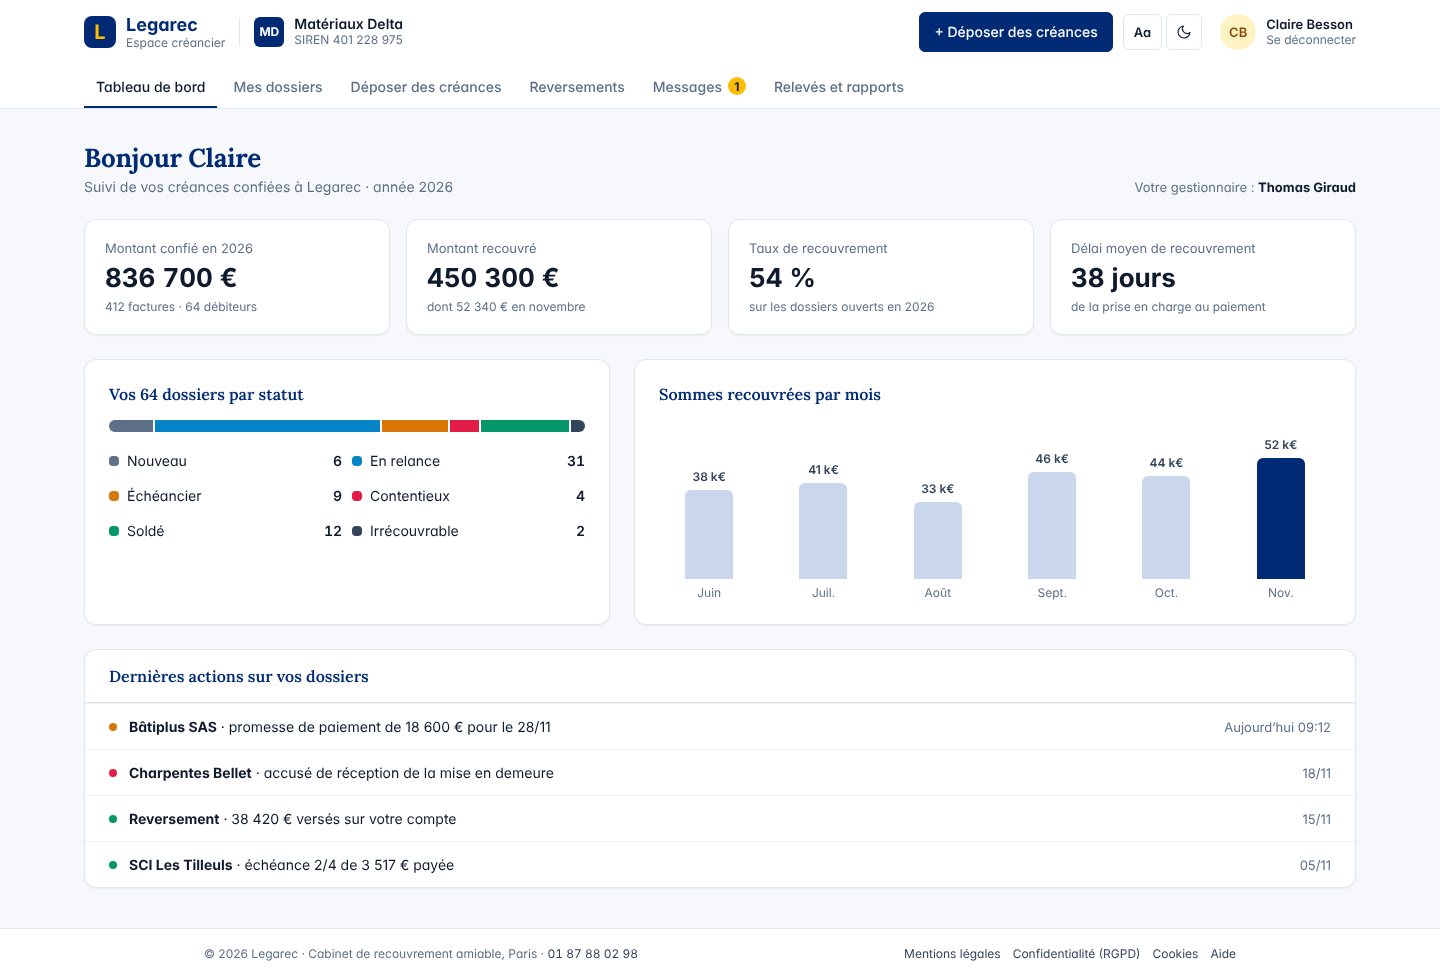 L
Legarec
Espace créancier
MD
Matériaux Delta
SIREN 401 228 975
+ Déposer des créances
Aa
CB
Claire Besson
Se déconnecter
Tableau de bord
Mes dossiers
Déposer des créances
Reversements
Messages 1
Relevés et rapports
Bonjour Claire
Suivi de vos créances confiées à Legarec · année 2026
Votre gestionnaire : Thomas Giraud
Montant confié en 2026
836 700 €
412 factures · 64 débiteurs
Montant recouvré
450 300 €
dont 52 340 € en novembre
Taux de recouvrement
54 %
sur les dossiers ouverts en 2026
Délai moyen de recouvrement
38 jours
de la prise en charge au paiement
Vos 64 dossiers par statut
Nouveau 6
En relance 31
Échéancier 9
Contentieux 4
Soldé 12
Irrécouvrable 2
Sommes recouvrées par mois
38 k€
41 k€
33 k€
46 k€
44 k€
52 k€
Juin
Juil.
Août
Sept.
Oct.
Nov.
Dernières actions sur vos dossiers
Bâtiplus SAS · promesse de paiement de 18 600 € pour le 28/11
Aujourd'hui 09:12
Charpentes Bellet · accusé de réception de la mise en demeure
18/11
Reversement · 38 420 € versés sur votre compte
15/11
SCI Les Tilleuls · échéance 2/4 de 3 517 € payée
05/11
© 2026 Legarec · Cabinet de recouvrement amiable, Paris · 01 87 88 02 98
Mentions légales
Confidentialité (RGPD)
Cookies
Aide